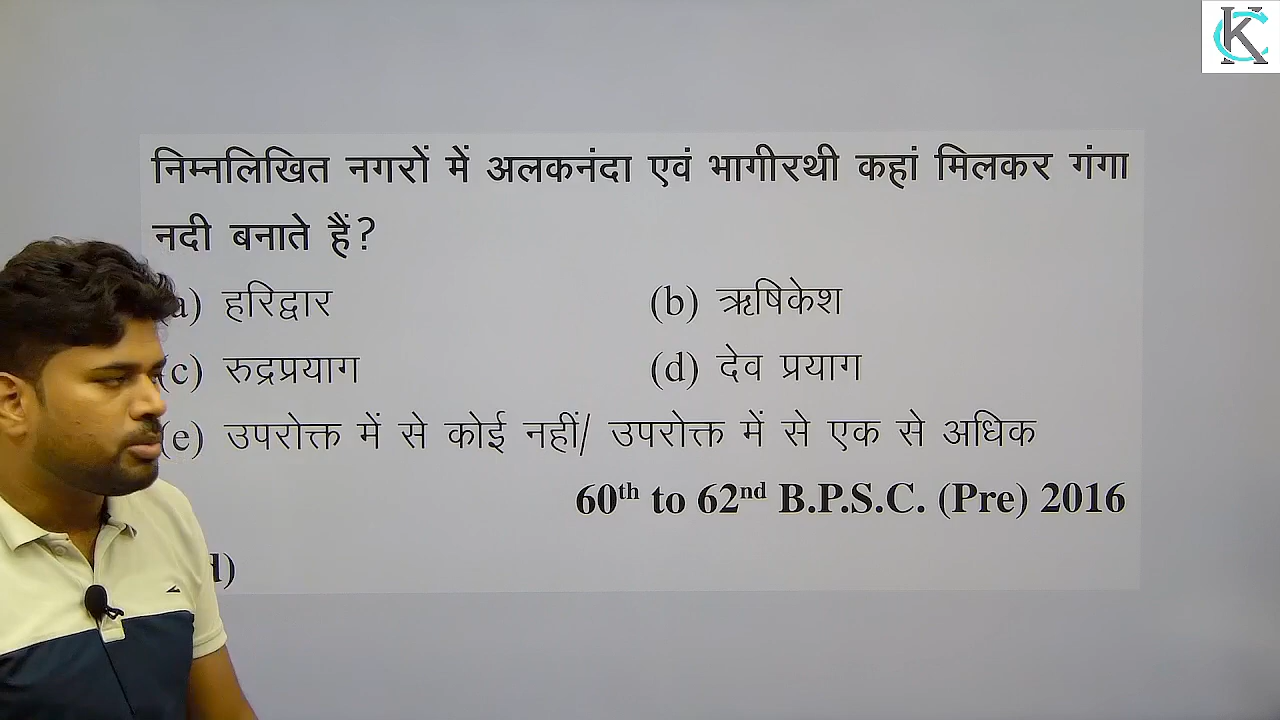 निम्नलिखित नगरों में अलकनंदा एवं भागीरथी कहां मिलकर गंगा
नदी बनाते हैं?
a) हरिद्वार (b) ऋषिकेश
(c) रुद्रप्रयाग (d) देव प्रयाग
(e) उपरोक्त में से कोई नहीं/ उपरोक्त में से एक से अधिक
60th to 62nd B.P.S.C. (Pre) 2016
d)
KC